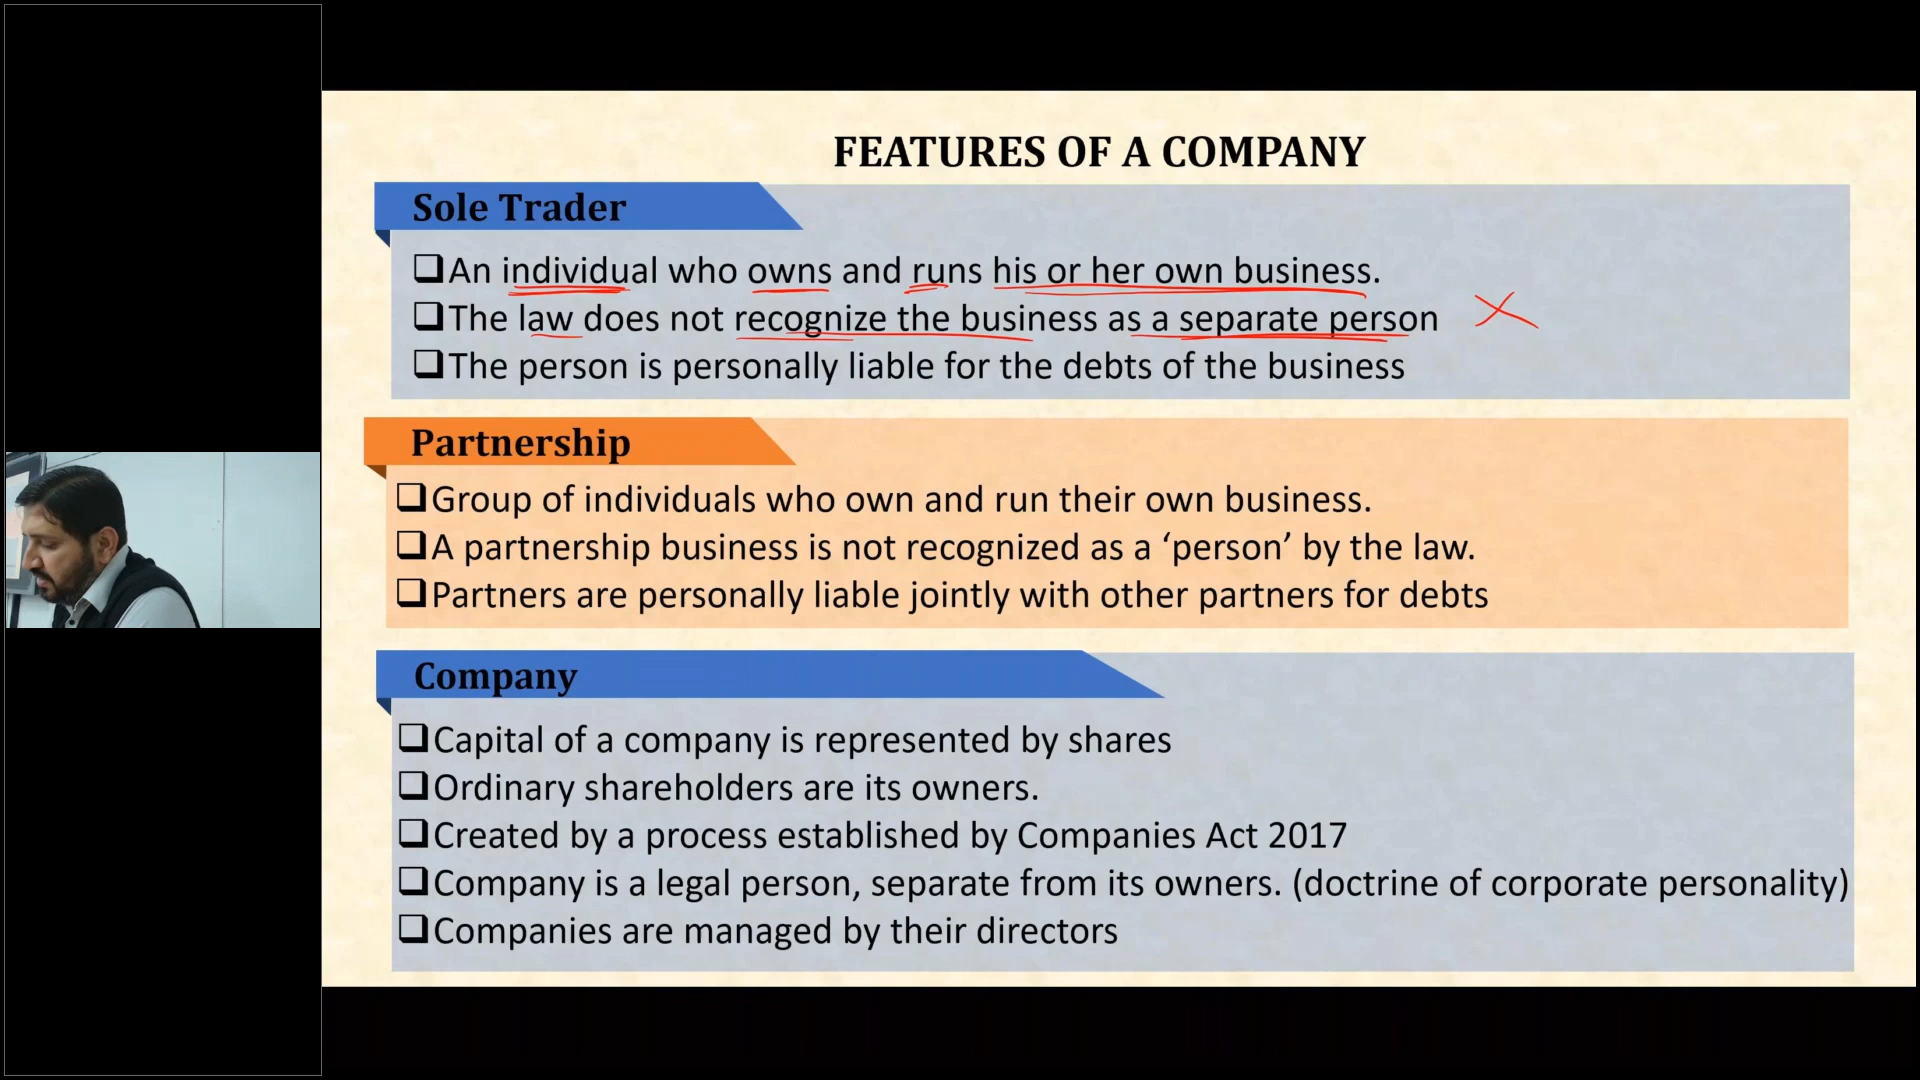 FEATURES OF A COMPANY
Sole Trader
❑An individual who owns and runs his or her own business.
❑The law does not recognize the business as a separate person
❑The person is personally liable for the debts of the business
Partnership
❑Group of individuals who own and run their own business.
❑A partnership business is not recognized as a ‘person’ by the law.
❑Partners are personally liable jointly with other partners for debts
Company
❑Capital of a company is represented by shares
❑Ordinary shareholders are its owners.
❑Created by a process established by Companies Act 2017
❑Company is a legal person, separate from its owners. (doctrine of corporate personality)
❑Companies are managed by their directors